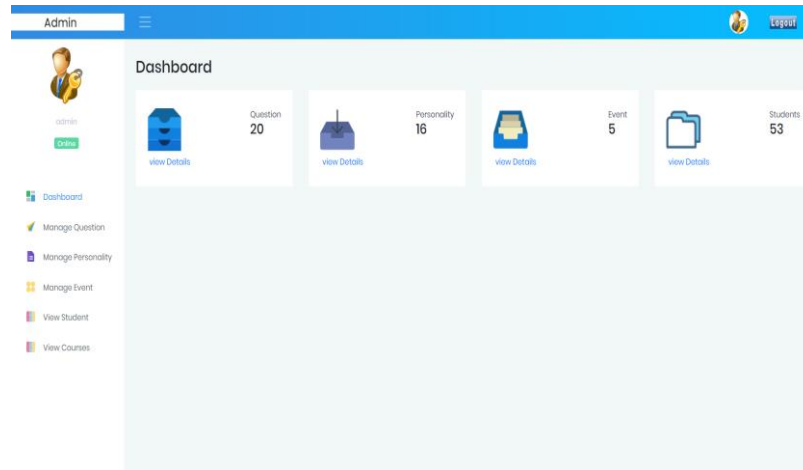 Admin
Logout
admin
Online
Dashboard
Manage Question
Manage Personality
Manage Event
View Student
View Courses
Dashboard
Question
20
view Details
Personality
16
view Details
Event
5
view Details
Students
53
view Details